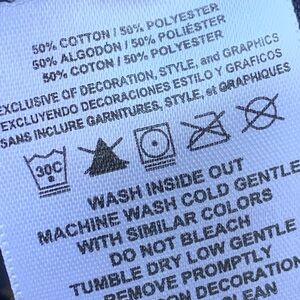 50% COTTON / 50% POLYESTER
50% ALGODÓN / 50% POLIÉSTER
50% COTON / 50% POLYESTER
EXCLUSIVE OF DECORATION, STYLE, and GRAPHICS
EXCLUYENDO DECORACIONES ESTILO Y GRAFICOS
SANS INCLURE GARNITURES, STYLE, et GRAPHIQUES
30C
WASH INSIDE OUT
MACHINE WASH COLD GENTLE
WITH SIMILAR COLORS
DO NOT BLEACH
TUMBLE DRY LOW GENTLE
REMOVE PROMPTLY
ON DECORATION